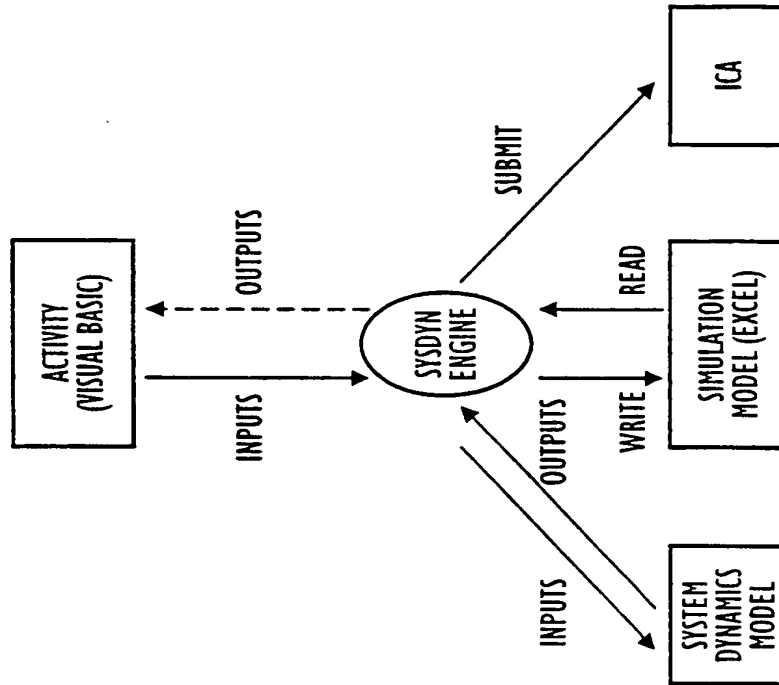 ACTIVITY
(VISUAL BASIC)
INPUTS
OUTPUTS
SYSDYN
ENGINE
INPUTS
OUTPUTS
WRITE
READ
SUBMIT
SYSTEM
DYNAMICS
MODEL
SIMULATION
MODEL (EXCEL)
ICA